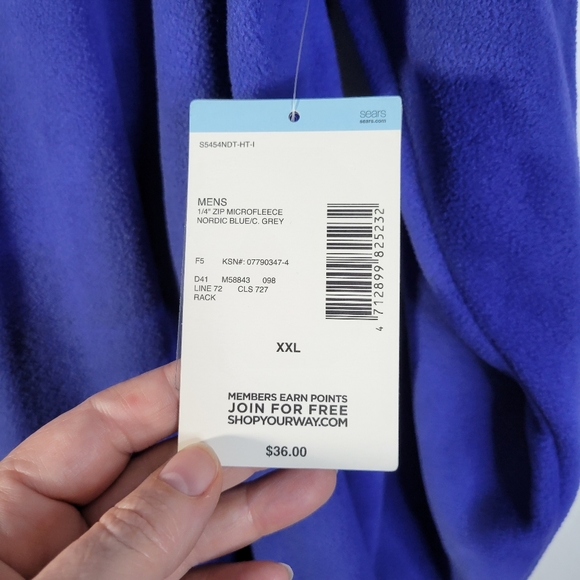 sears
sears.com
S5454NDT-HT-I
MENS
1/4" ZIP MICROFLEECE
NORDIC BLUE/C. GREY
F5 KSN#: 07790347-4
D41 M58843 098
LINE 72 CLS 727
RACK
4 712899 825232
XXL
MEMBERS EARN POINTS
JOIN FOR FREE
SHOPYOURWAY.COM
$36.00